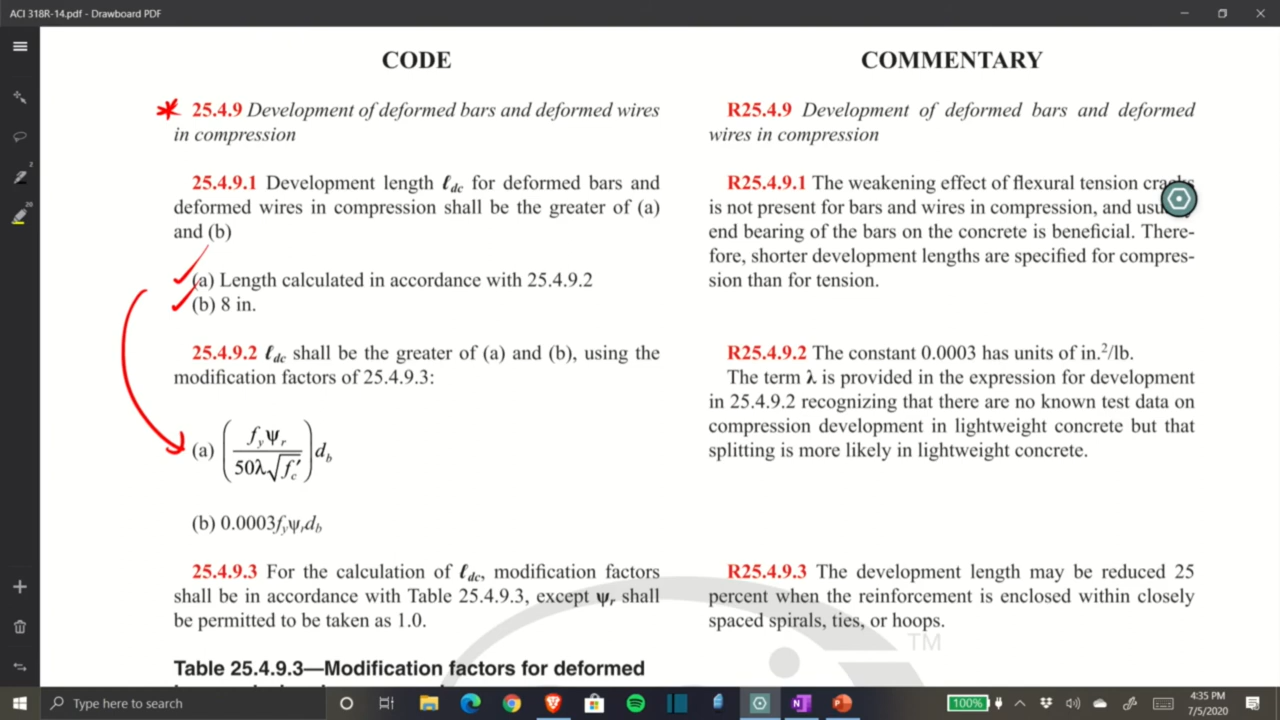 ACI 318R-14.pdf - Drawboard PDF
CODE
25.4.9 Development of deformed bars and deformed wires
in compression
25.4.9.1 Development length ℓdc for deformed bars and
deformed wires in compression shall be the greater of (a)
and (b)
(a) Length calculated in accordance with 25.4.9.2
(b) 8 in.
25.4.9.2 ℓdc shall be the greater of (a) and (b), using the
modification factors of 25.4.9.3:
(a) (fyΨr / 50λ√f′c) db
(b) 0.0003fyψrdb
25.4.9.3 For the calculation of ℓdc, modification factors
shall be in accordance with Table 25.4.9.3, except ψr shall
be permitted to be taken as 1.0.
Table 25.4.9.3—Modification factors for deformed
COMMENTARY
R25.4.9 Development of deformed bars and deformed
wires in compression
R25.4.9.1 The weakening effect of flexural tension cracks
is not present for bars and wires in compression, and usually
end bearing of the bars on the concrete is beneficial. There-
fore, shorter development lengths are specified for compres-
sion than for tension.
R25.4.9.2 The constant 0.0003 has units of in.²/lb.
The term λ is provided in the expression for development
in 25.4.9.2 recognizing that there are no known test data on
compression development in lightweight concrete but that
splitting is more likely in lightweight concrete.
R25.4.9.3 The development length may be reduced 25
percent when the reinforcement is enclosed within closely
spaced spirals, ties, or hoops.
TM
2
20
Type here to search
100%
4:35 PM
7/5/2020